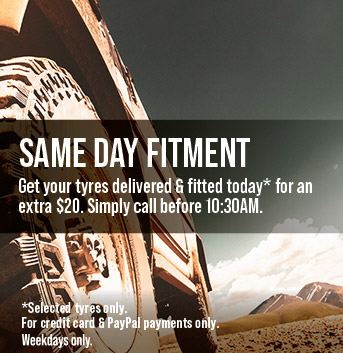 SAME DAY FITMENT
Get your tyres delivered & fitted today* for an
extra $20. Simply call before 10:30AM.
*Selected tyres only.
For credit card & PayPal payments only.
Weekdays only.